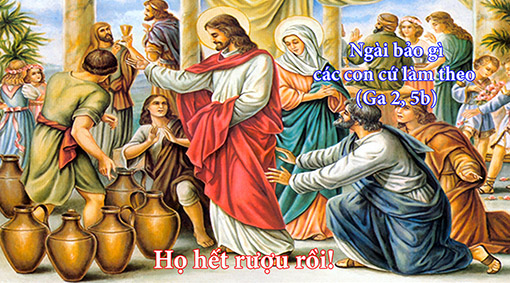 Ngài bảo gì
các con cứ làm theo
(Ga 2, 5b)
Họ hết rượu rồi!